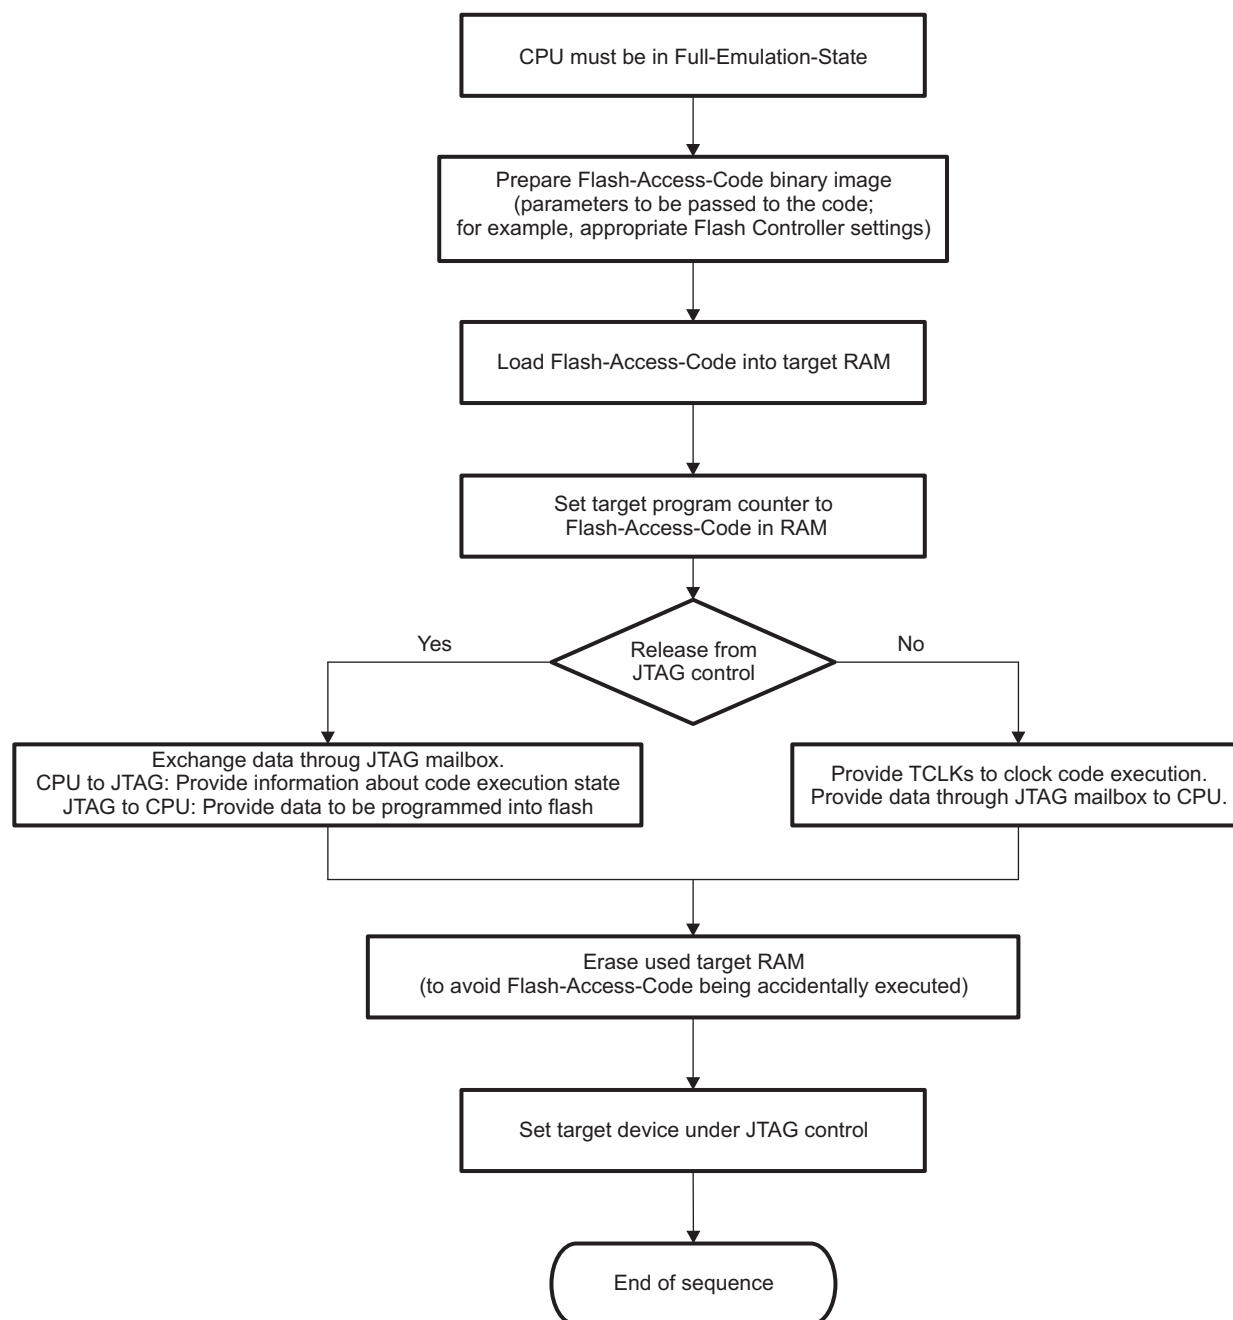 CPU must be in Full-Emulation-State
Prepare Flash-Access-Code binary image
(parameters to be passed to the code;
for example, appropriate Flash Controller settings)
Load Flash-Access-Code into target RAM
Set target program counter to
Flash-Access-Code in RAM
Release from
JTAG control
Yes
No
Exchange data throug JTAG mailbox.
CPU to JTAG: Provide information about code execution state
JTAG to CPU: Provide data to be programmed into flash
Provide TCLKs to clock code execution.
Provide data through JTAG mailbox to CPU.
Erase used target RAM
(to avoid Flash-Access-Code being accidentally executed)
Set target device under JTAG control
End of sequence